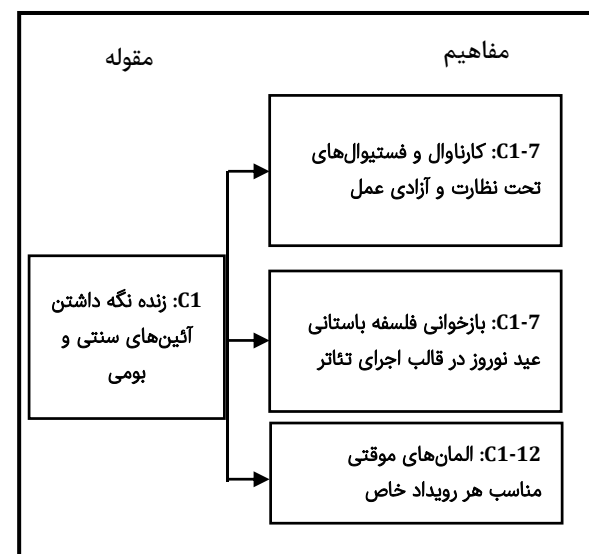 مفاهیم
مقوله
C1-7: کارناوال و فستیوال‌های
تحت نظارت و آزادی عمل
C1: زنده نگه داشتن
آئین‌های سنتی و
بومی
C1-7: بازخوانی فلسفه باستانی
عید نوروز در قالب اجرای تئاتر
C1-12: المان‌های موقتی
مناسب هر رویداد خاص